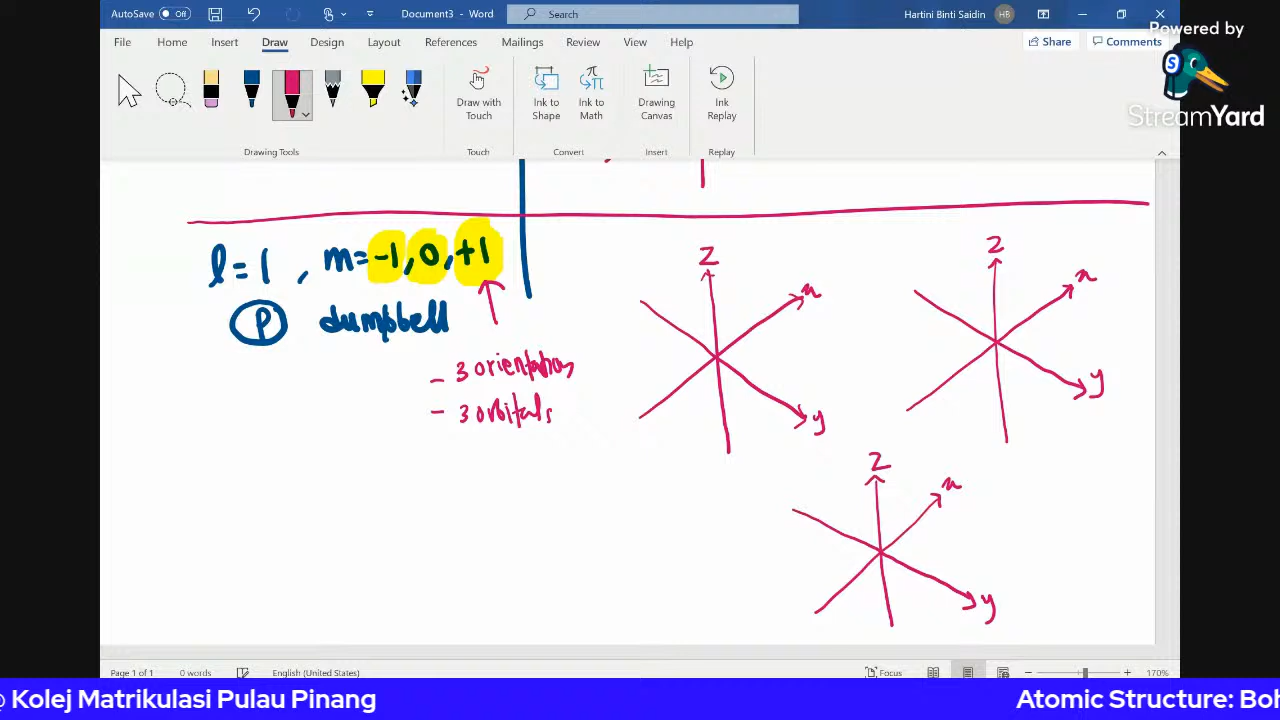 AutoSave Off Document3 - Word Search Hartini Binti Saidin HB
File Home Insert Draw Design Layout References Mailings Review View Help Share Comments
Powered by
StreamYard
Draw with Touch Ink to Shape Ink to Math Drawing Canvas Ink Replay
Drawing Tools Touch Convert Insert Replay
l = 1 , m = -1, 0, +1
p dumpbell
- 3 orientations
- 3 orbitals
z x y
z x y
z x y
Page 1 of 1 0 words English (United States) Focus 170%
@ Kolej Matrikulasi Pulau Pinang Atomic Structure: Boh